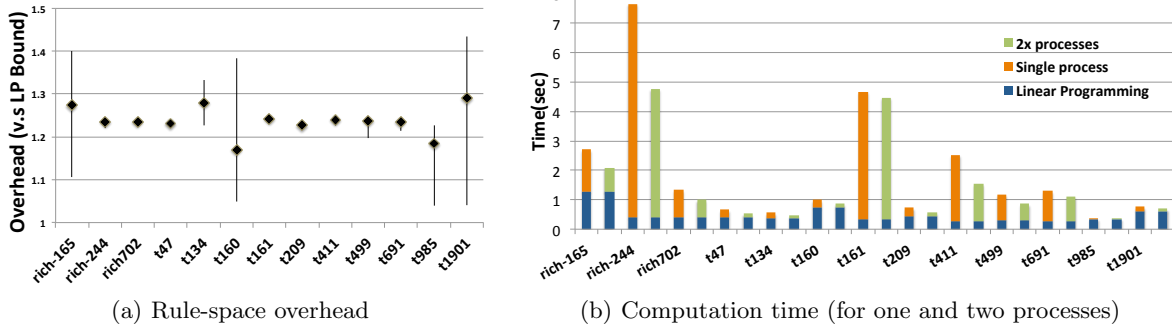 Overhead (v.s LP Bound)
1.5
1.4
1.3
1.2
1.1
1
rich-165
rich-244
rich702
t47
t134
t160
t161
t209
t411
t499
t691
t985
t1901
(a) Rule-space overhead
Time(sec)
7
6
5
4
3
2
1
0
2x processes
Single process
Linear Programming
rich-165
rich-244
rich702
t47
t134
t160
t161
t209
t411
t499
t691
t985
t1901
(b) Computation time (for one and two processes)